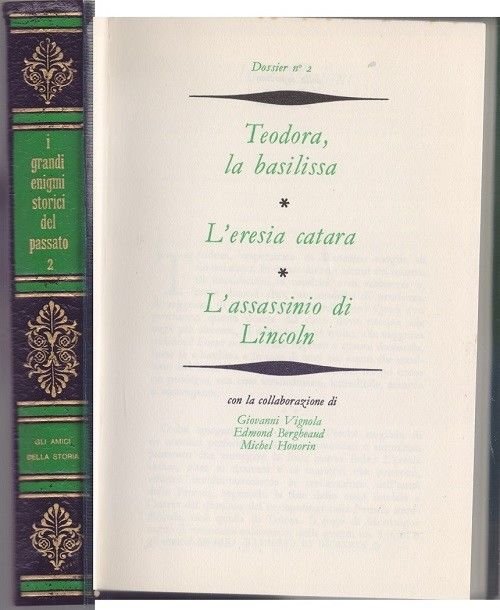 i
grandi
enigmi
storici
del
passato
2
GLI AMICI
DELLA STORIA
Dossier n° 2
Teodora,
la basilissa
*
L'eresia catara
*
L'assassinio di
Lincoln
con la collaborazione di
Giovanni Vignola
Edmond Bergheaud
Michel Honorin